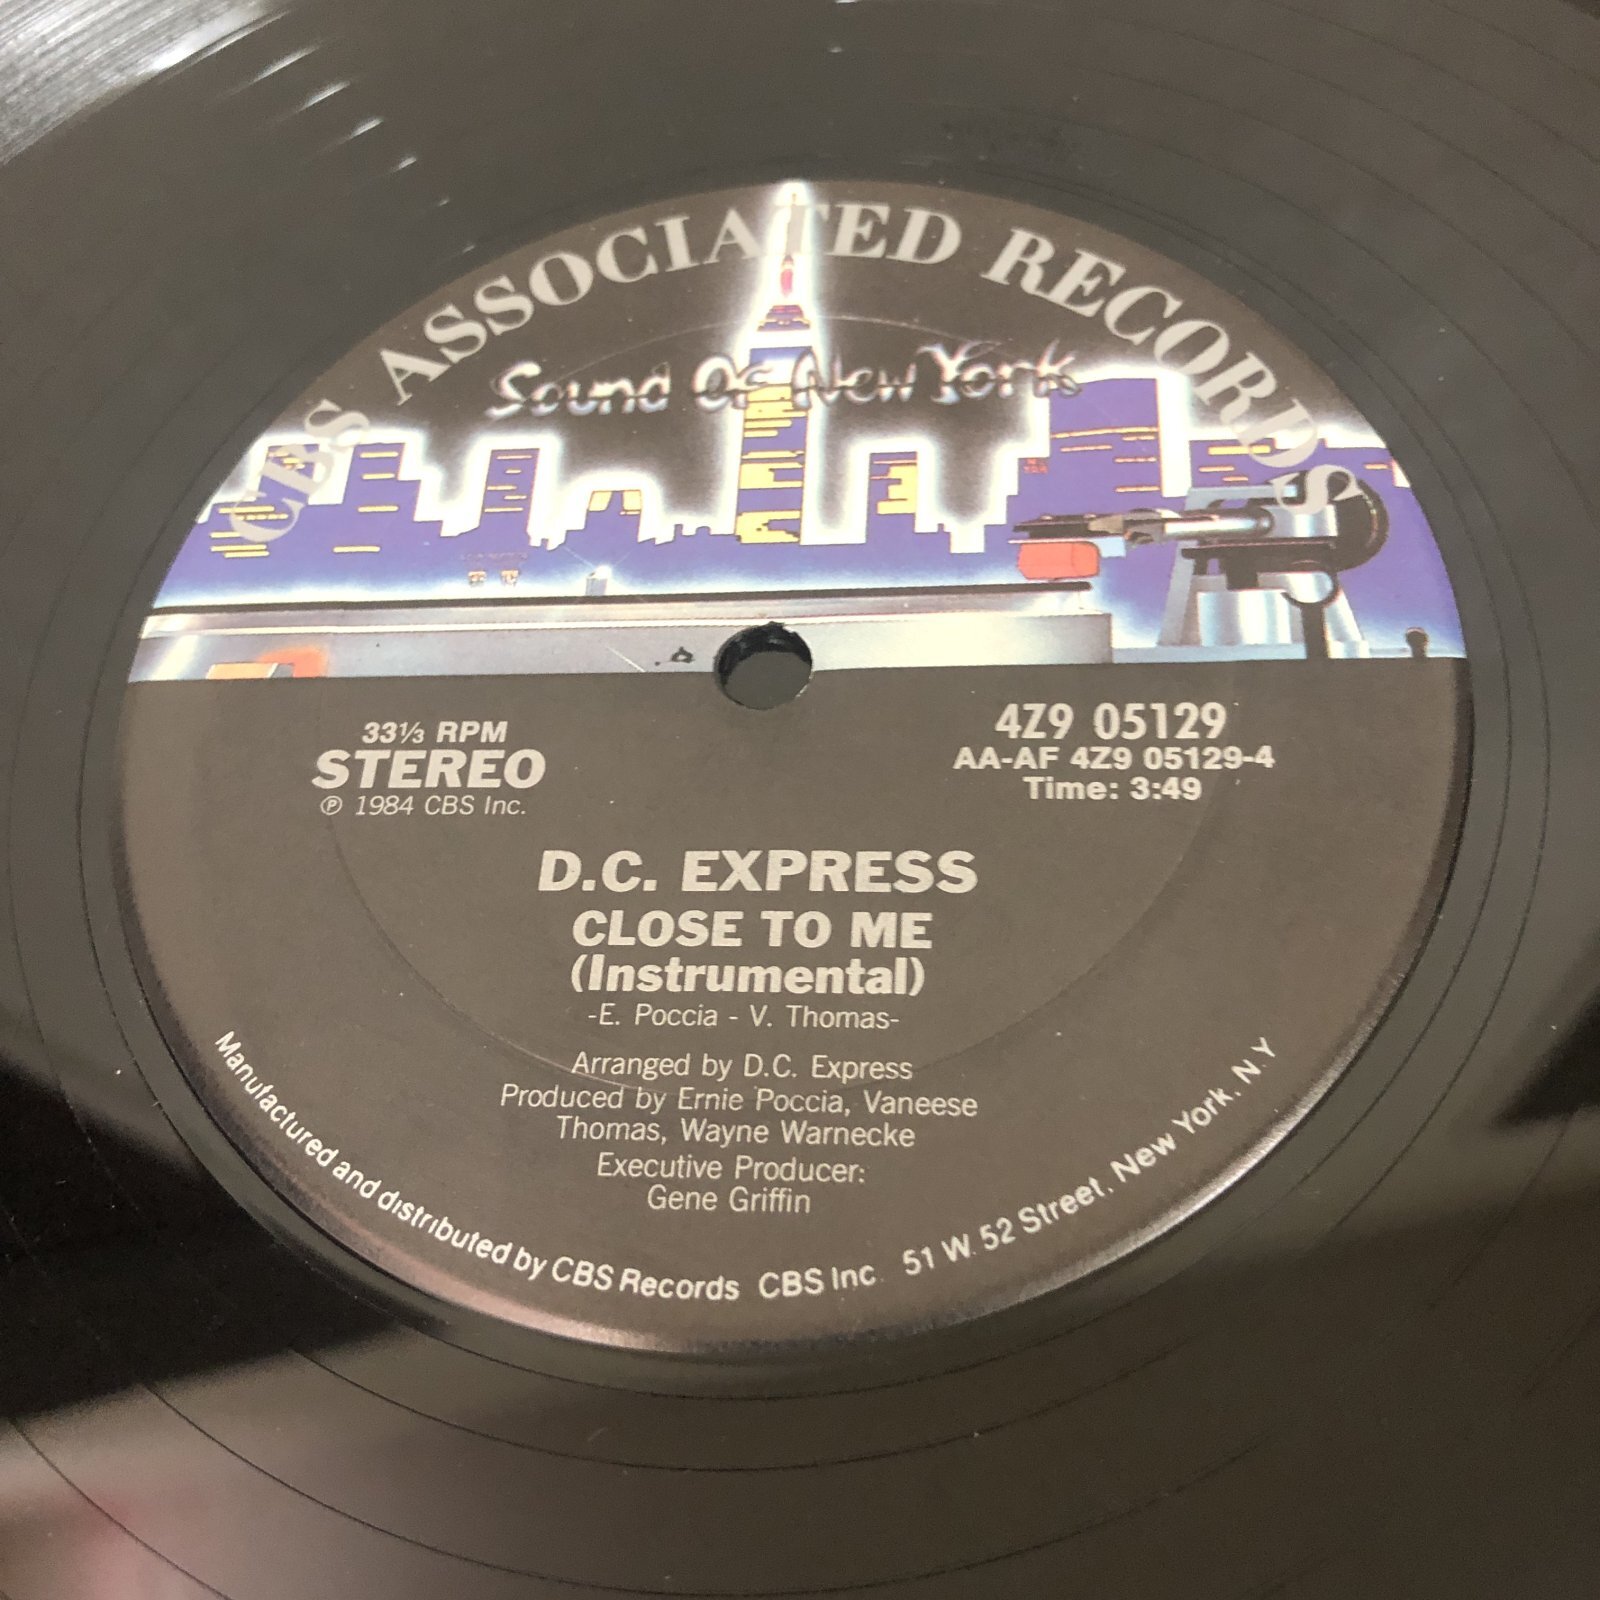 CBS ASSOCIATED RECORDS
Sound Of New York
33⅓ RPM
STEREO
℗ 1984 CBS Inc.
4Z9 05129
AA-AF 4Z9 05129-4
Time: 3:49
D.C. EXPRESS
CLOSE TO ME
(Instrumental)
-E. Poccia - V. Thomas-
Arranged by D.C. Express
Produced by Ernie Poccia, Vaneese
Thomas, Wayne Warnecke
Executive Producer:
Gene Griffin
Manufactured and distributed by CBS Records CBS Inc. 51 W. 52 Street, New York, N.Y